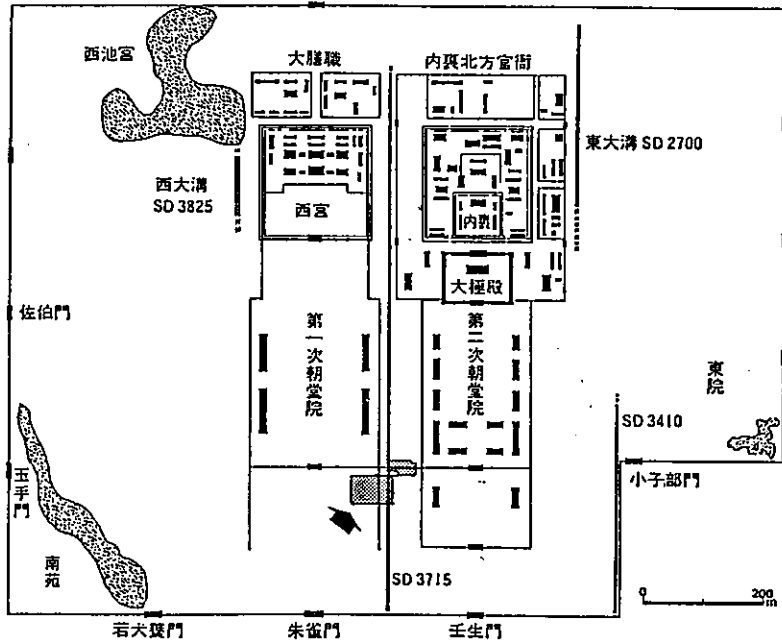 西池宮
大膳職
内裏北方官衙
東大溝 SD 2700
西大溝
SD 3825
西宮
内裏
大極殿
佐伯門
第一次朝堂院
第二次朝堂院
東院
SD 3410
玉手門
小子部門
南苑
SD 3715
0 200
m
若犬養門
朱雀門
壬生門